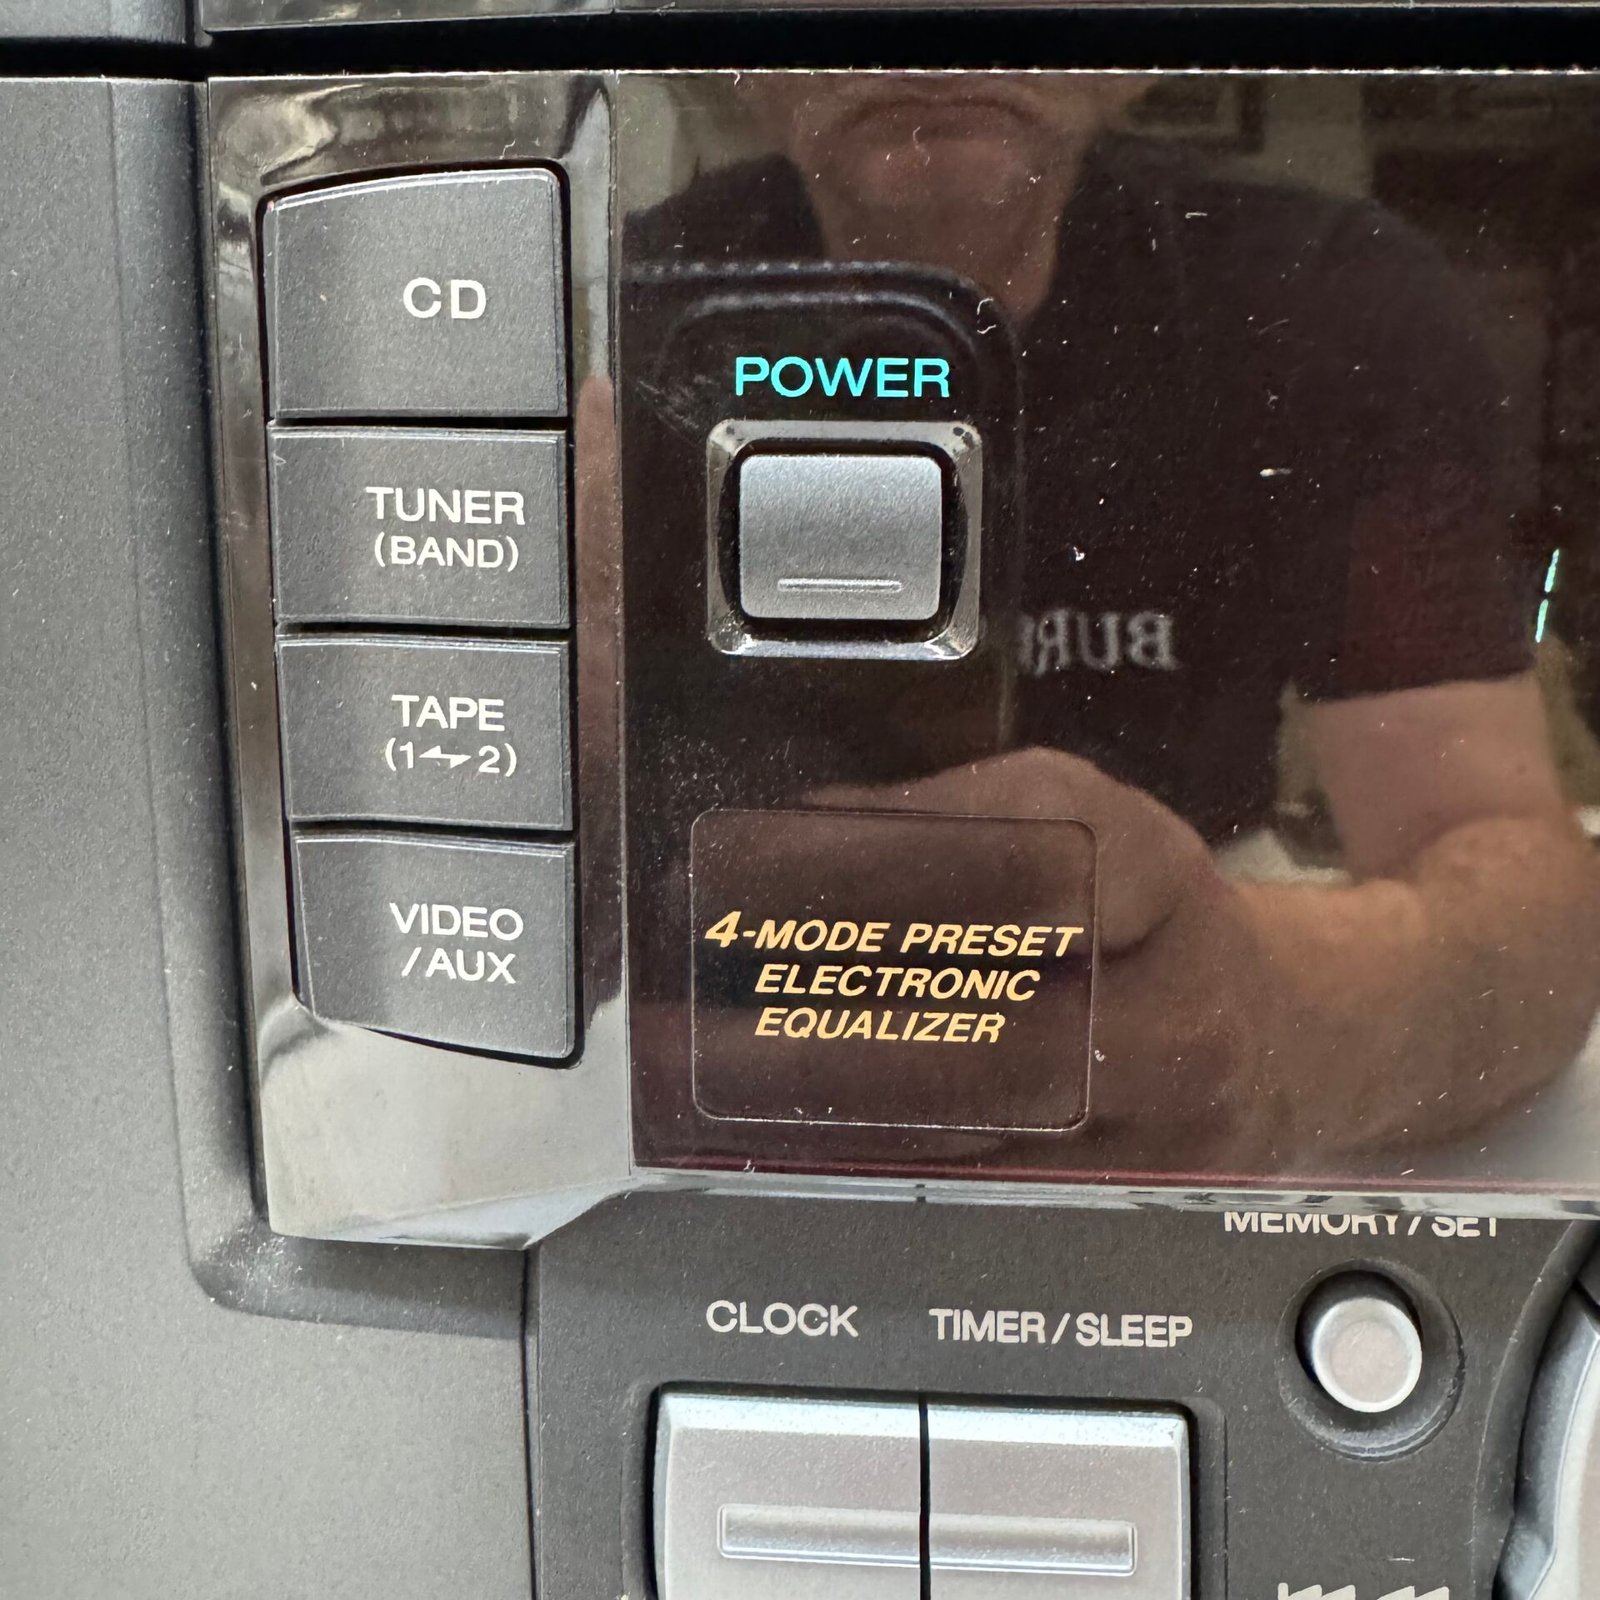 CD
TUNER
(BAND)
TAPE
(1⇌2)
VIDEO
/AUX
POWER
4-MODE PRESET
ELECTRONIC
EQUALIZER
MEMORY/SET
CLOCK
TIMER/SLEEP